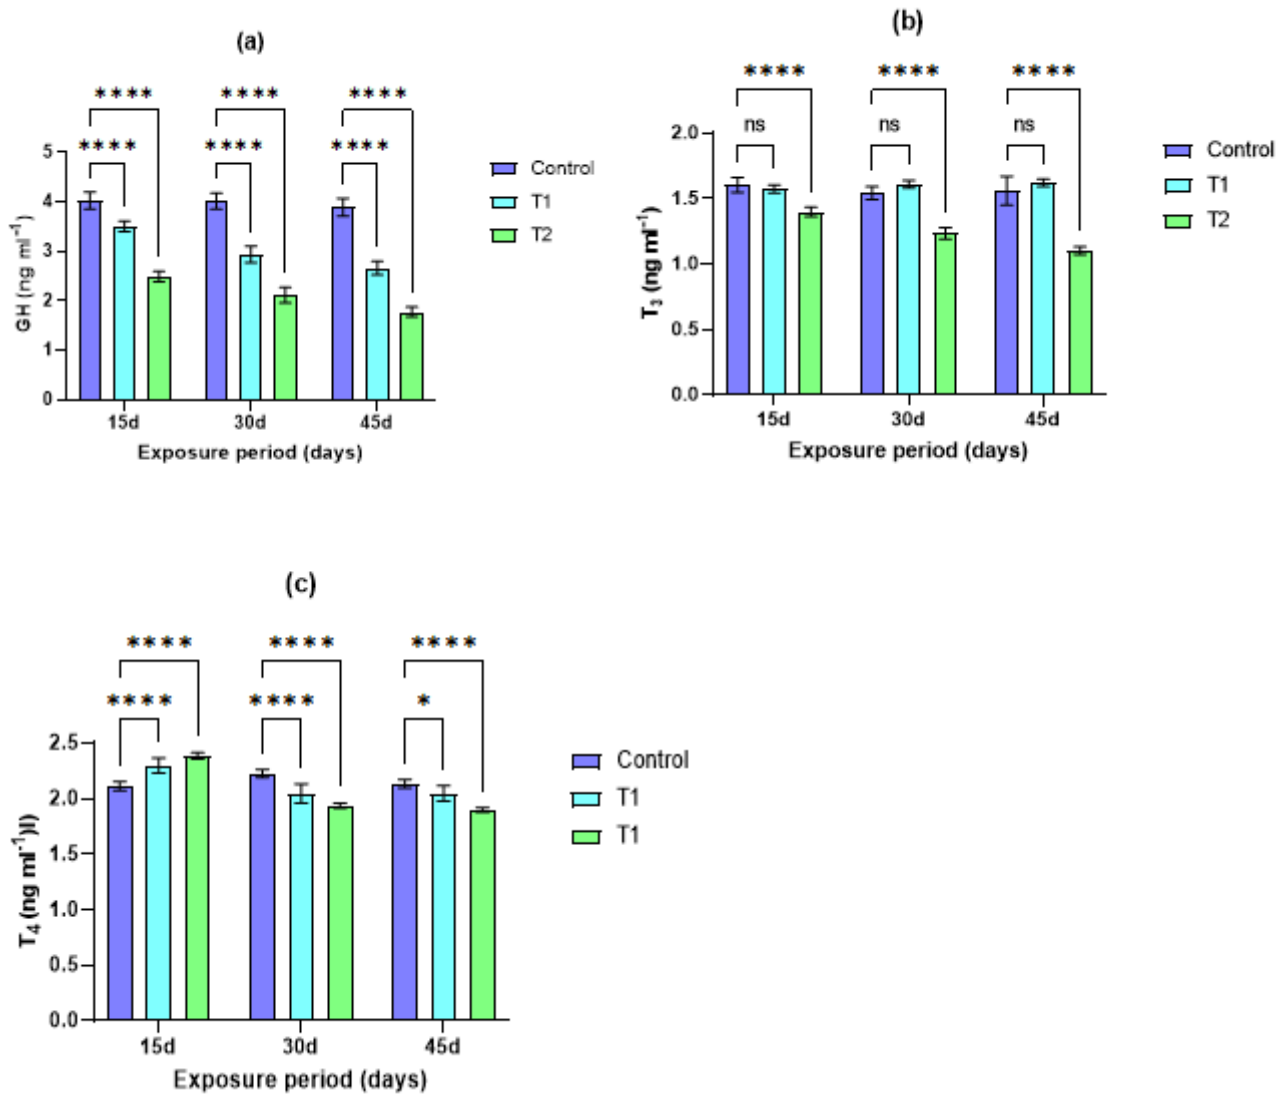 (a)
**** **** ****
**** **** ****
GH (ng ml⁻¹)
5
4
3
2
1
0
15d 30d 45d
Exposure period (days)
Control
T1
T2
(b)
**** **** ****
ns ns ns
T₃ (ng ml⁻¹)
2.0
1.5
1.0
0.5
0.0
15d 30d 45d
Exposure period (days)
Control
T1
T2
(c)
**** **** ****
**** **** *
T₄ (ng ml⁻¹)l)
2.5
2.0
1.5
1.0
0.5
0.0
15d 30d 45d
Exposure period (days)
Control
T1
T1